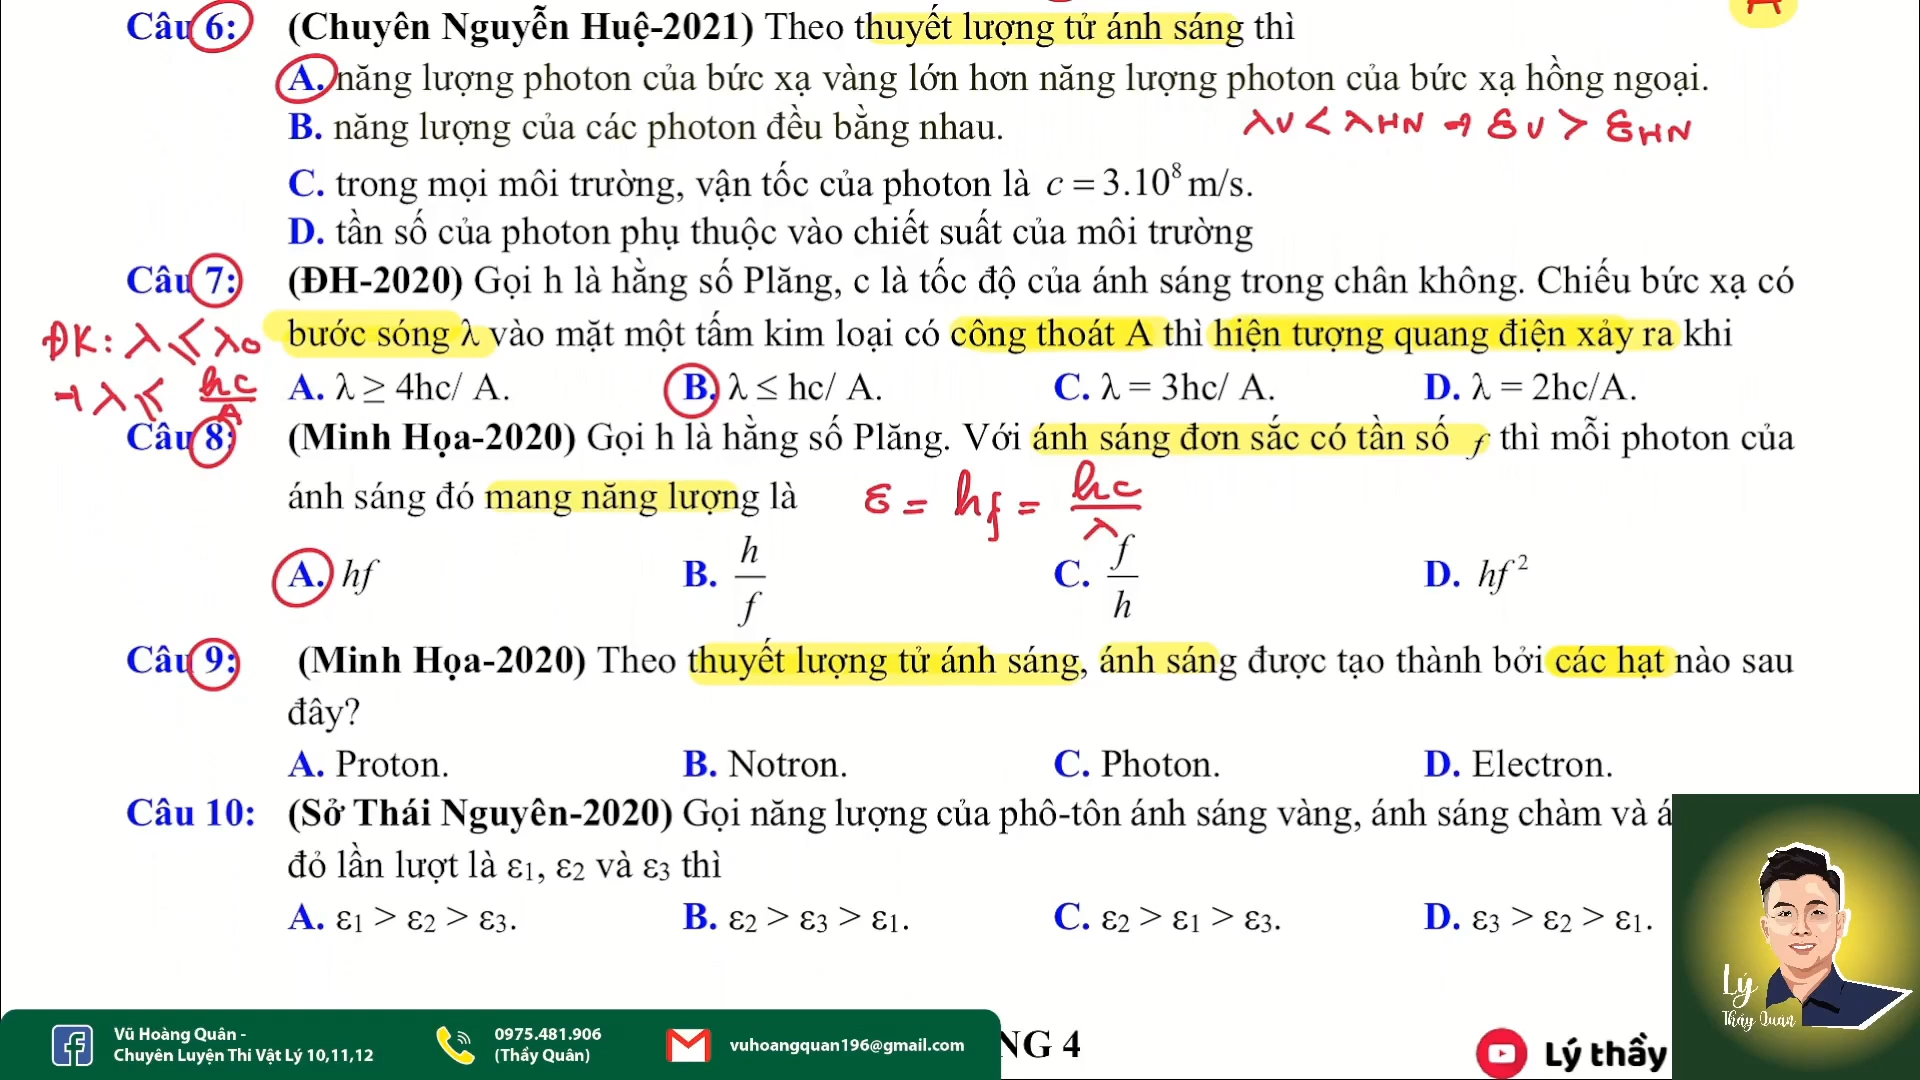 Câu 6: (Chuyên Nguyễn Huệ-2021) Theo thuyết lượng tử ánh sáng thì
A. năng lượng photon của bức xạ vàng lớn hơn năng lượng photon của bức xạ hồng ngoại.
B. năng lượng của các photon đều bằng nhau.
λV < λHN → εV > εHN
C. trong mọi môi trường, vận tốc của photon là c = 3.10⁸ m/s.
D. tần số của photon phụ thuộc vào chiết suất của môi trường
Câu 7: (ĐH-2020) Gọi h là hằng số Plăng, c là tốc độ của ánh sáng trong chân không. Chiếu bức xạ có
ĐK: λ ≤ λ0
bước sóng λ vào mặt một tấm kim loại có công thoát A thì hiện tượng quang điện xảy ra khi
→ λ ≤ hc/A
A. λ ≥ 4hc/ A. B. λ ≤ hc/ A. C. λ = 3hc/ A. D. λ = 2hc/A.
Câu 8: (Minh Họa-2020) Gọi h là hằng số Plăng. Với ánh sáng đơn sắc có tần số f thì mỗi photon của
ánh sáng đó mang năng lượng là
ε = hf = hc/λ
A. hf B. h/f C. f/h D. hf²
Câu 9: (Minh Họa-2020) Theo thuyết lượng tử ánh sáng, ánh sáng được tạo thành bởi các hạt nào sau
đây?
A. Proton. B. Notron. C. Photon. D. Electron.
Câu 10: (Sở Thái Nguyên-2020) Gọi năng lượng của phô-tôn ánh sáng vàng, ánh sáng chàm và á
đỏ lần lượt là ε1, ε2 và ε3 thì
A. ε1 > ε2 > ε3. B. ε2 > ε3 > ε1. C. ε2 > ε1 > ε3. D. ε3 > ε2 > ε1.
Lý
Thầy Quân
Vũ Hoàng Quân -
Chuyên Luyện Thi Vật Lý 10,11,12
0975.481.906
(Thầy Quân)
vuhoangquan196@gmail.com
NG 4
Lý thầy